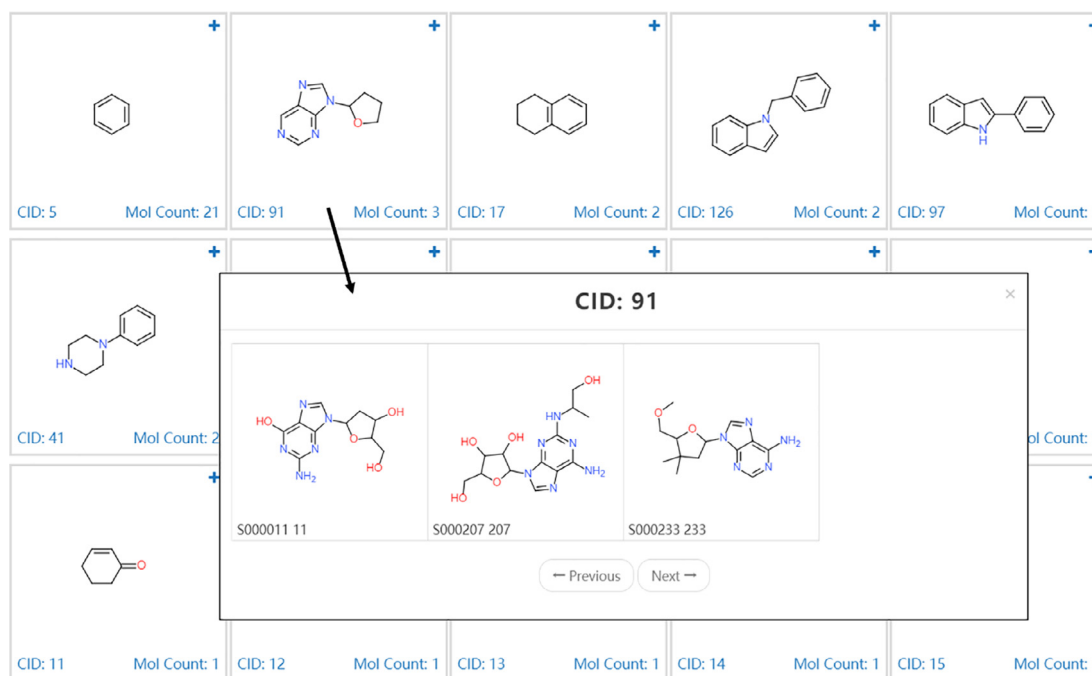 + + + + +
N
N
N
N
O
N
N
H
CID: 5 Mol Count: 21 CID: 91 Mol Count: 3 CID: 17 Mol Count: 2 CID: 126 Mol Count: 2 CID: 97 Mol Count:
+ + + +
CID: 91 ×
N
HN
CID: 41 Mol Count: 2
ol Count:
HO
N
N
N
N
NH₂
O
OH
HO
S000011 11
OH
HN
HO
OH
N
N
NH₂
O
N
N
HO
S000207 207
O
O
N
N
NH₂
N
N
S000233 233
← Previous Next →
+
O
CID: 11 Mol Count: 1 CID: 12 Mol Count: 1 CID: 13 Mol Count: 1 CID: 14 Mol Count: 1 CID: 15 Mol Count: